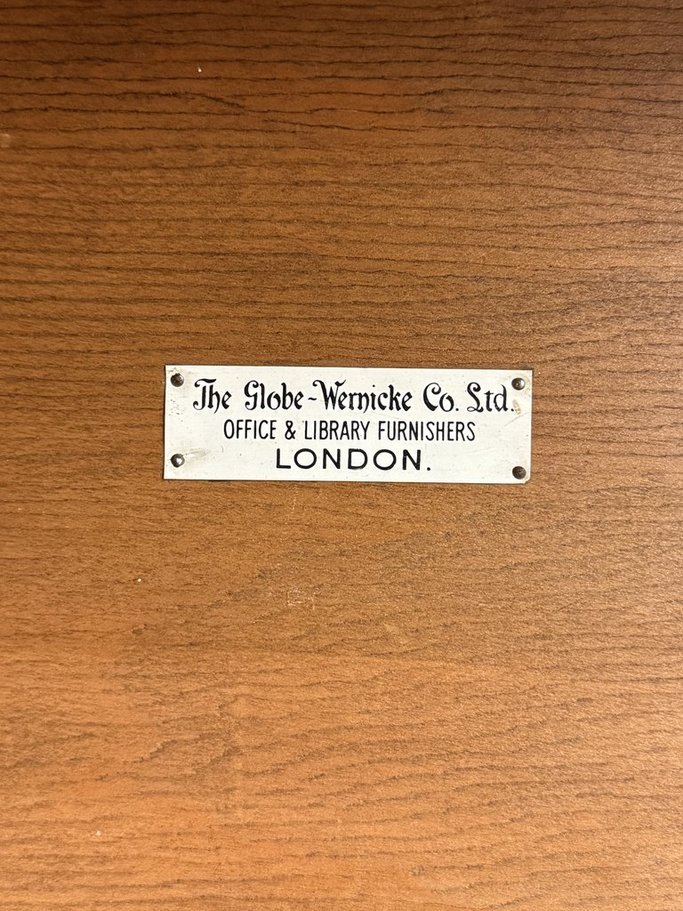 The Globe-Wernicke Co. Ltd.
OFFICE & LIBRARY FURNISHERS
LONDON.